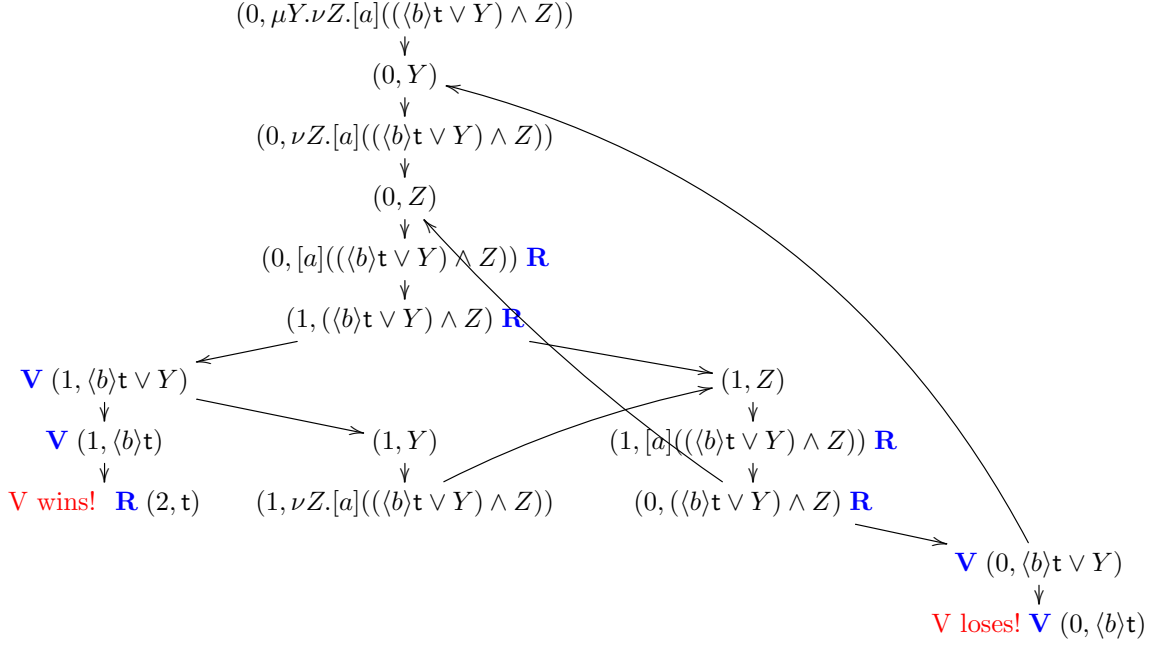 (0, μY.νZ.[a]((⟨b⟩t ∨ Y) ∧ Z))
(0, Y)
(0, νZ.[a]((⟨b⟩t ∨ Y) ∧ Z))
(0, Z)
(0, [a]((⟨b⟩t ∨ Y) ∧ Z)) R
(1, (⟨b⟩t ∨ Y) ∧ Z) R
V (1, ⟨b⟩t ∨ Y)
(1, Z)
V (1, ⟨b⟩t)
(1, Y)
(1, [a]((⟨b⟩t ∨ Y) ∧ Z)) R
V wins! R (2, t)
(1, νZ.[a]((⟨b⟩t ∨ Y) ∧ Z))
(0, (⟨b⟩t ∨ Y) ∧ Z) R
V (0, ⟨b⟩t ∨ Y)
V loses! V (0, ⟨b⟩t)